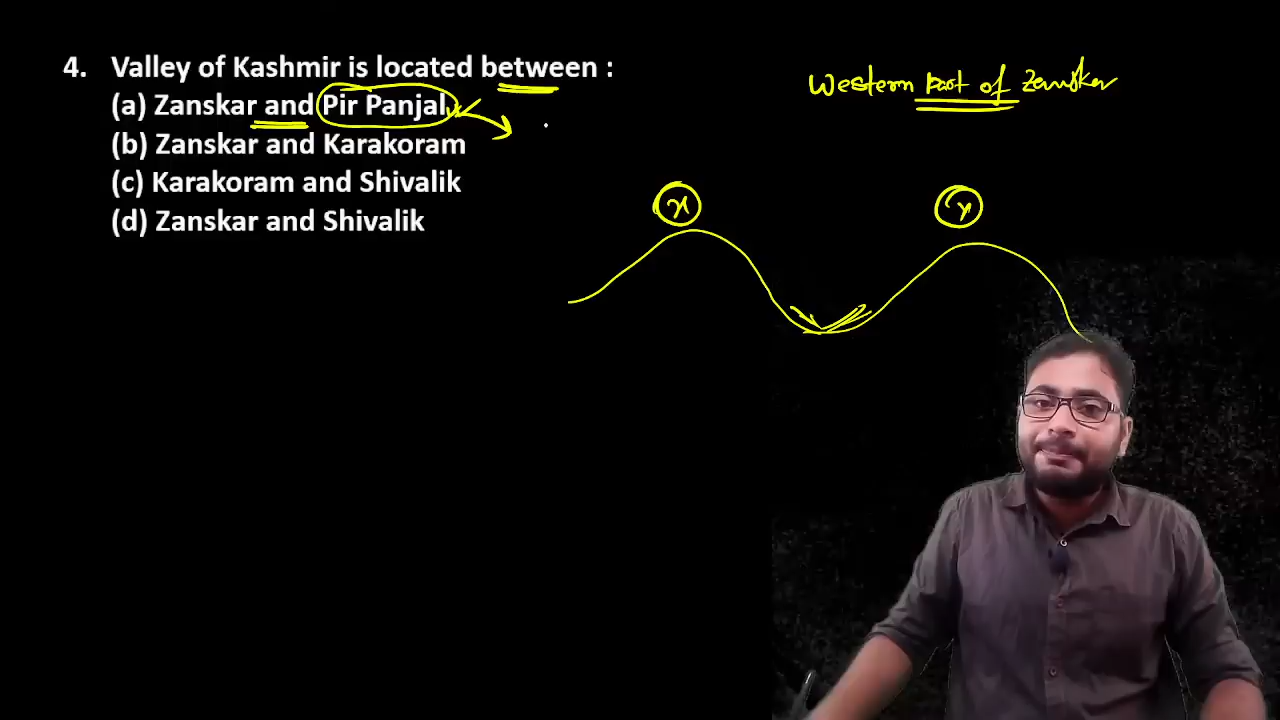 4. Valley of Kashmir is located between :
(a) Zanskar and Pir Panjal
(b) Zanskar and Karakoram
(c) Karakoram and Shivalik
(d) Zanskar and Shivalik
Western part of Zanskar
x
y